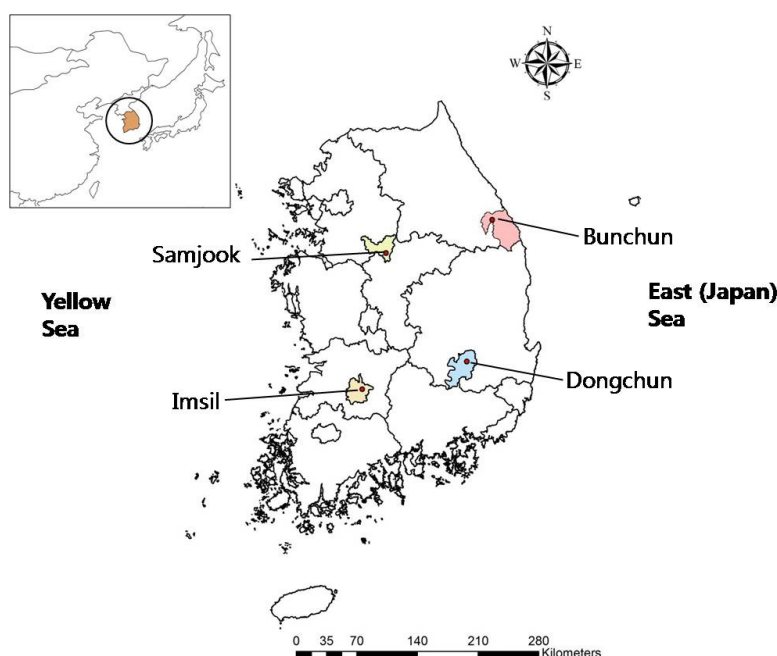 N
W E
S
Bunchun
Samjook
Yellow
Sea
East (Japan)
Sea
Dongchun
Imsil
0 35 70 140 210 280
Kilometers